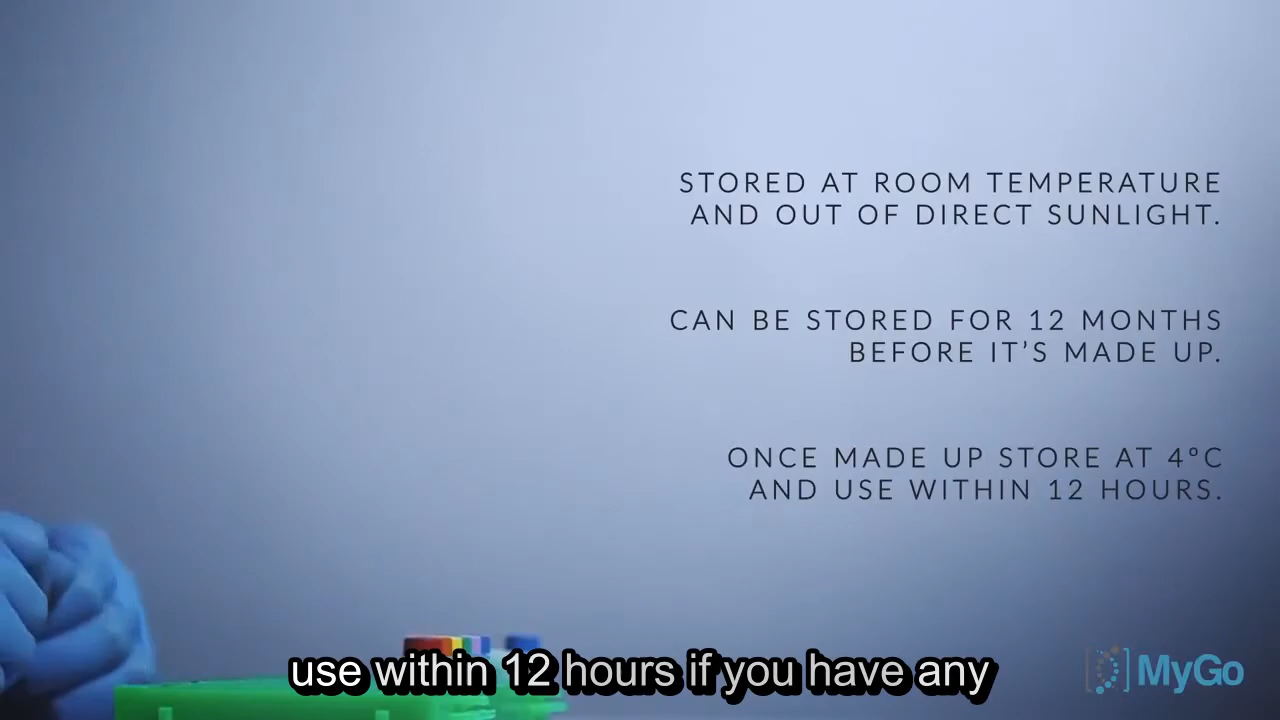 STORED AT ROOM TEMPERATURE
AND OUT OF DIRECT SUNLIGHT.
CAN BE STORED FOR 12 MONTHS
BEFORE IT’S MADE UP.
ONCE MADE UP STORE AT 4ºC
AND USE WITHIN 12 HOURS.
use within 12 hours if you have any
MyGo